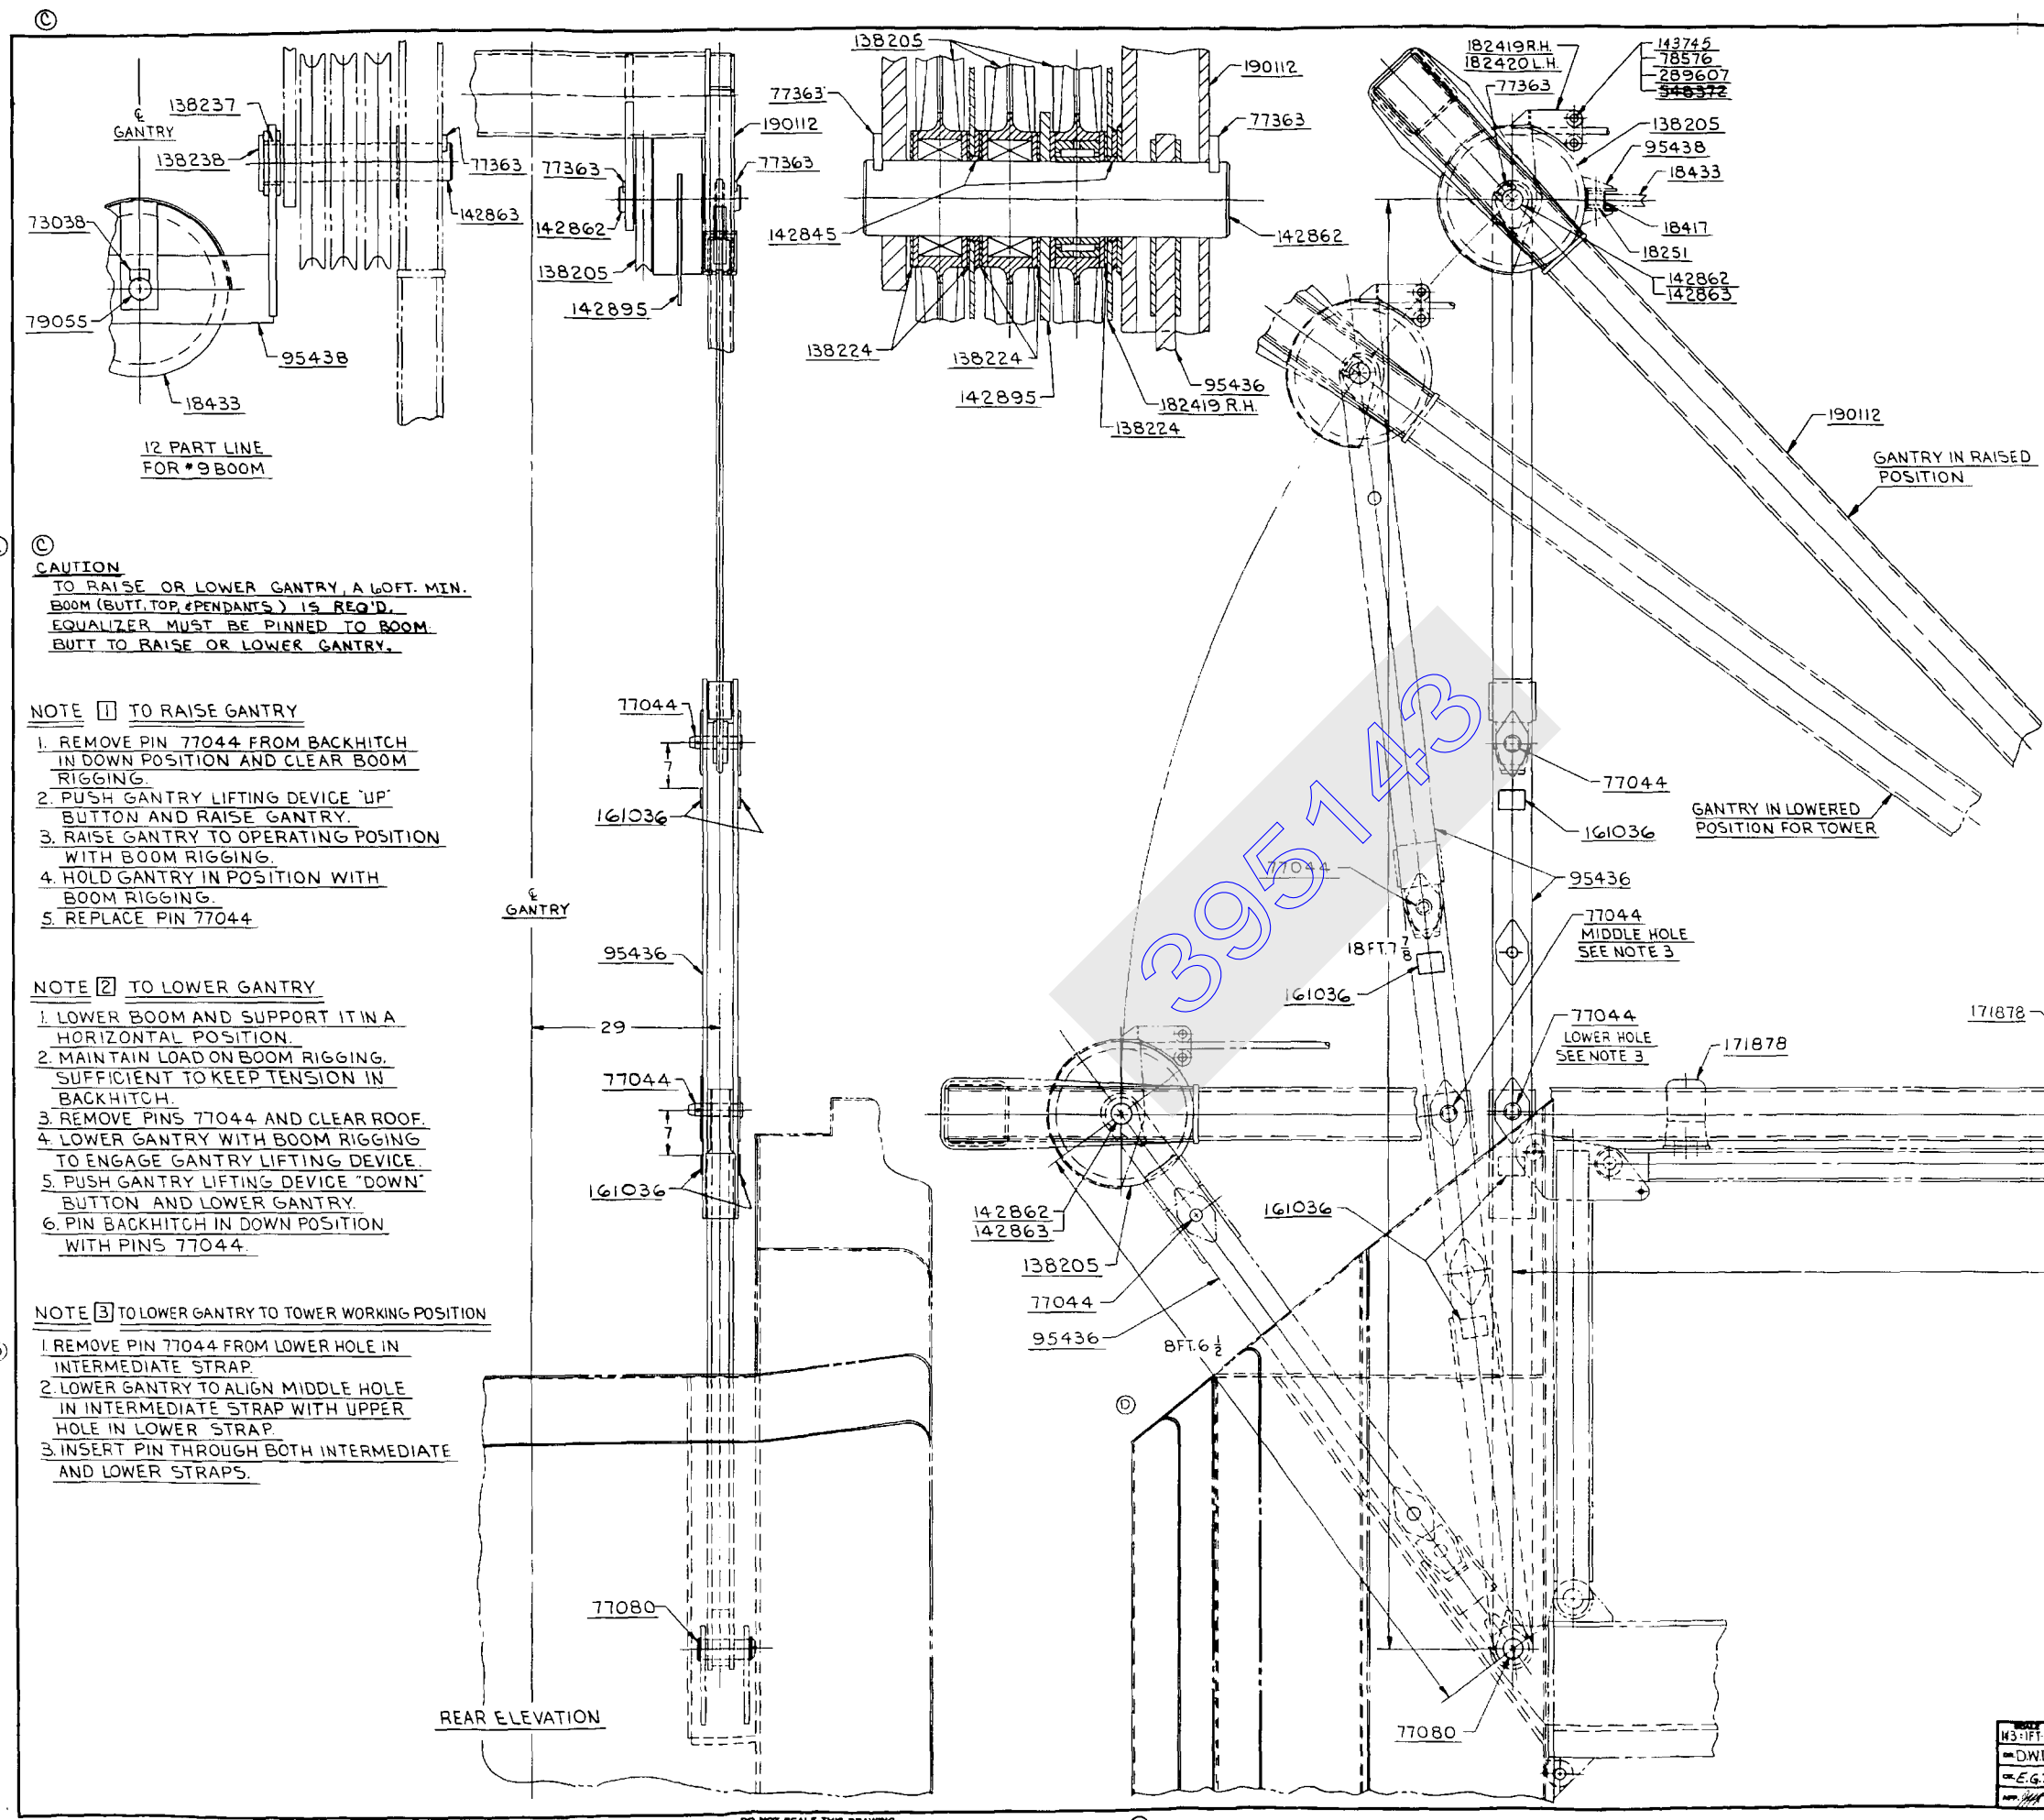 Ⓒ
138237
℄
GANTRY
138238
77363
142863
73038
79055
95438
18433
12 PART LINE
FOR #9 BOOM
190112
77363
77363
142862
138205
142895
138205
77363
190112
77363
142845
142862
138224
138224
142895
95436
182419 R.H.
138224
182419 R.H.
182420 L.H.
77363
143745
78576
289607
348372
138205
95438
18433
18417
18251
142862
142863
190112
GANTRY IN RAISED
POSITION
Ⓒ
CAUTION
TO RAISE OR LOWER GANTRY, A 60FT. MIN.
BOOM (BUTT, TOP, & PENDANTS) IS REQ'D.
EQUALIZER MUST BE PINNED TO BOOM
BUTT TO RAISE OR LOWER GANTRY.
NOTE 1 TO RAISE GANTRY
1. REMOVE PIN 77044 FROM BACKHITCH
IN DOWN POSITION AND CLEAR BOOM
RIGGING.
2. PUSH GANTRY LIFTING DEVICE "UP"
BUTTON AND RAISE GANTRY.
3. RAISE GANTRY TO OPERATING POSITION
WITH BOOM RIGGING.
4. HOLD GANTRY IN POSITION WITH
BOOM RIGGING.
5. REPLACE PIN 77044
NOTE 2 TO LOWER GANTRY
1. LOWER BOOM AND SUPPORT IT IN A
HORIZONTAL POSITION.
2. MAINTAIN LOAD ON BOOM RIGGING.
SUFFICIENT TO KEEP TENSION IN
BACKHITCH.
3. REMOVE PINS 77044 AND CLEAR ROOF.
4. LOWER GANTRY WITH BOOM RIGGING
TO ENGAGE GANTRY LIFTING DEVICE.
5. PUSH GANTRY LIFTING DEVICE "DOWN"
BUTTON AND LOWER GANTRY.
6. PIN BACKHITCH IN DOWN POSITION
WITH PINS 77044.
NOTE 3 TO LOWER GANTRY TO TOWER WORKING POSITION
1. REMOVE PIN 77044 FROM LOWER HOLE IN
INTERMEDIATE STRAP.
2. LOWER GANTRY TO ALIGN MIDDLE HOLE
IN INTERMEDIATE STRAP WITH UPPER
HOLE IN LOWER STRAP.
3. INSERT PIN THROUGH BOTH INTERMEDIATE
AND LOWER STRAPS.
77044
7
161036
℄
GANTRY
95436
29
77044
7
161036
77080
REAR ELEVATION
395143
77044
161036
GANTRY IN LOWERED
POSITION FOR TOWER
77044
95436
77044
MIDDLE HOLE
SEE NOTE 3
18FT.7 7/8
161036
77044
LOWER HOLE
SEE NOTE 3
171878
171878
142862
142863
138205
161036
77044
95436
8FT.6 1/2
Ⓓ
77080
SCALE
DO NOT SCALE THIS DRAWING